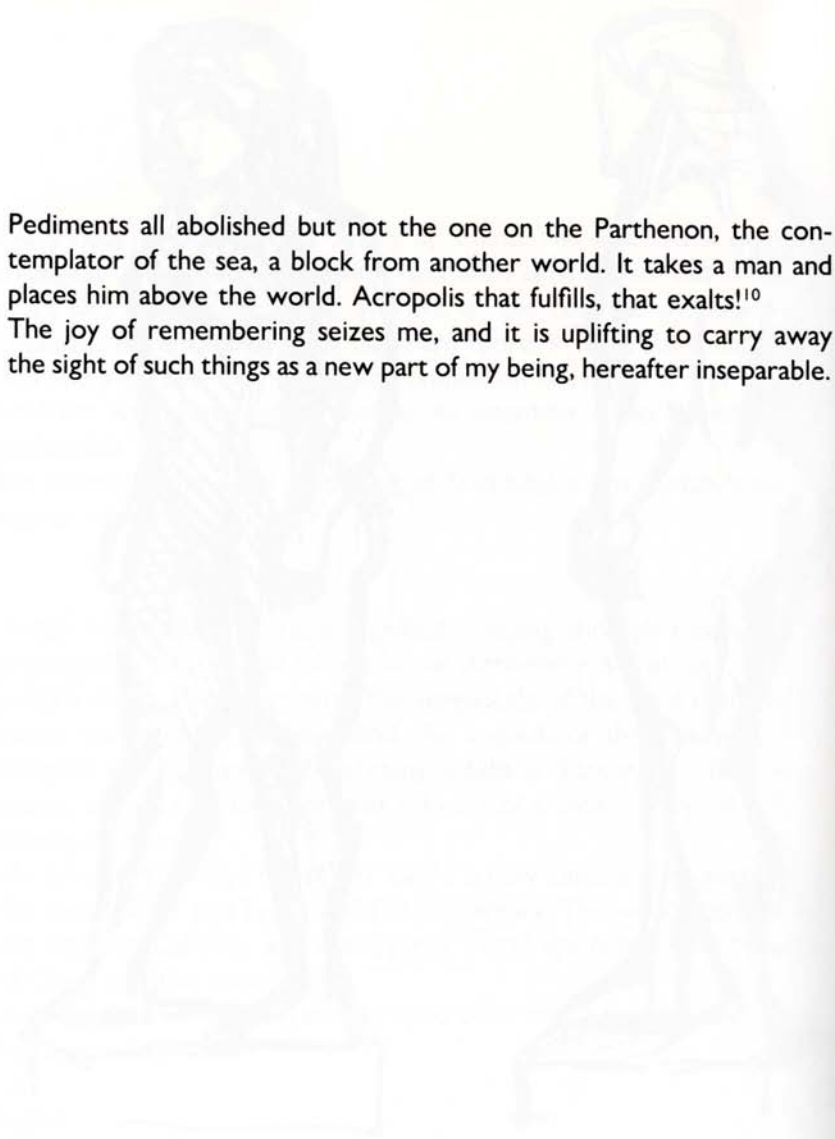 Pediments all abolished but not the one on the Parthenon, the con-
templator of the sea, a block from another world. It takes a man and
places him above the world. Acropolis that fulfills, that exalts!¹⁰
The joy of remembering seizes me, and it is uplifting to carry away
the sight of such things as a new part of my being, hereafter inseparable.